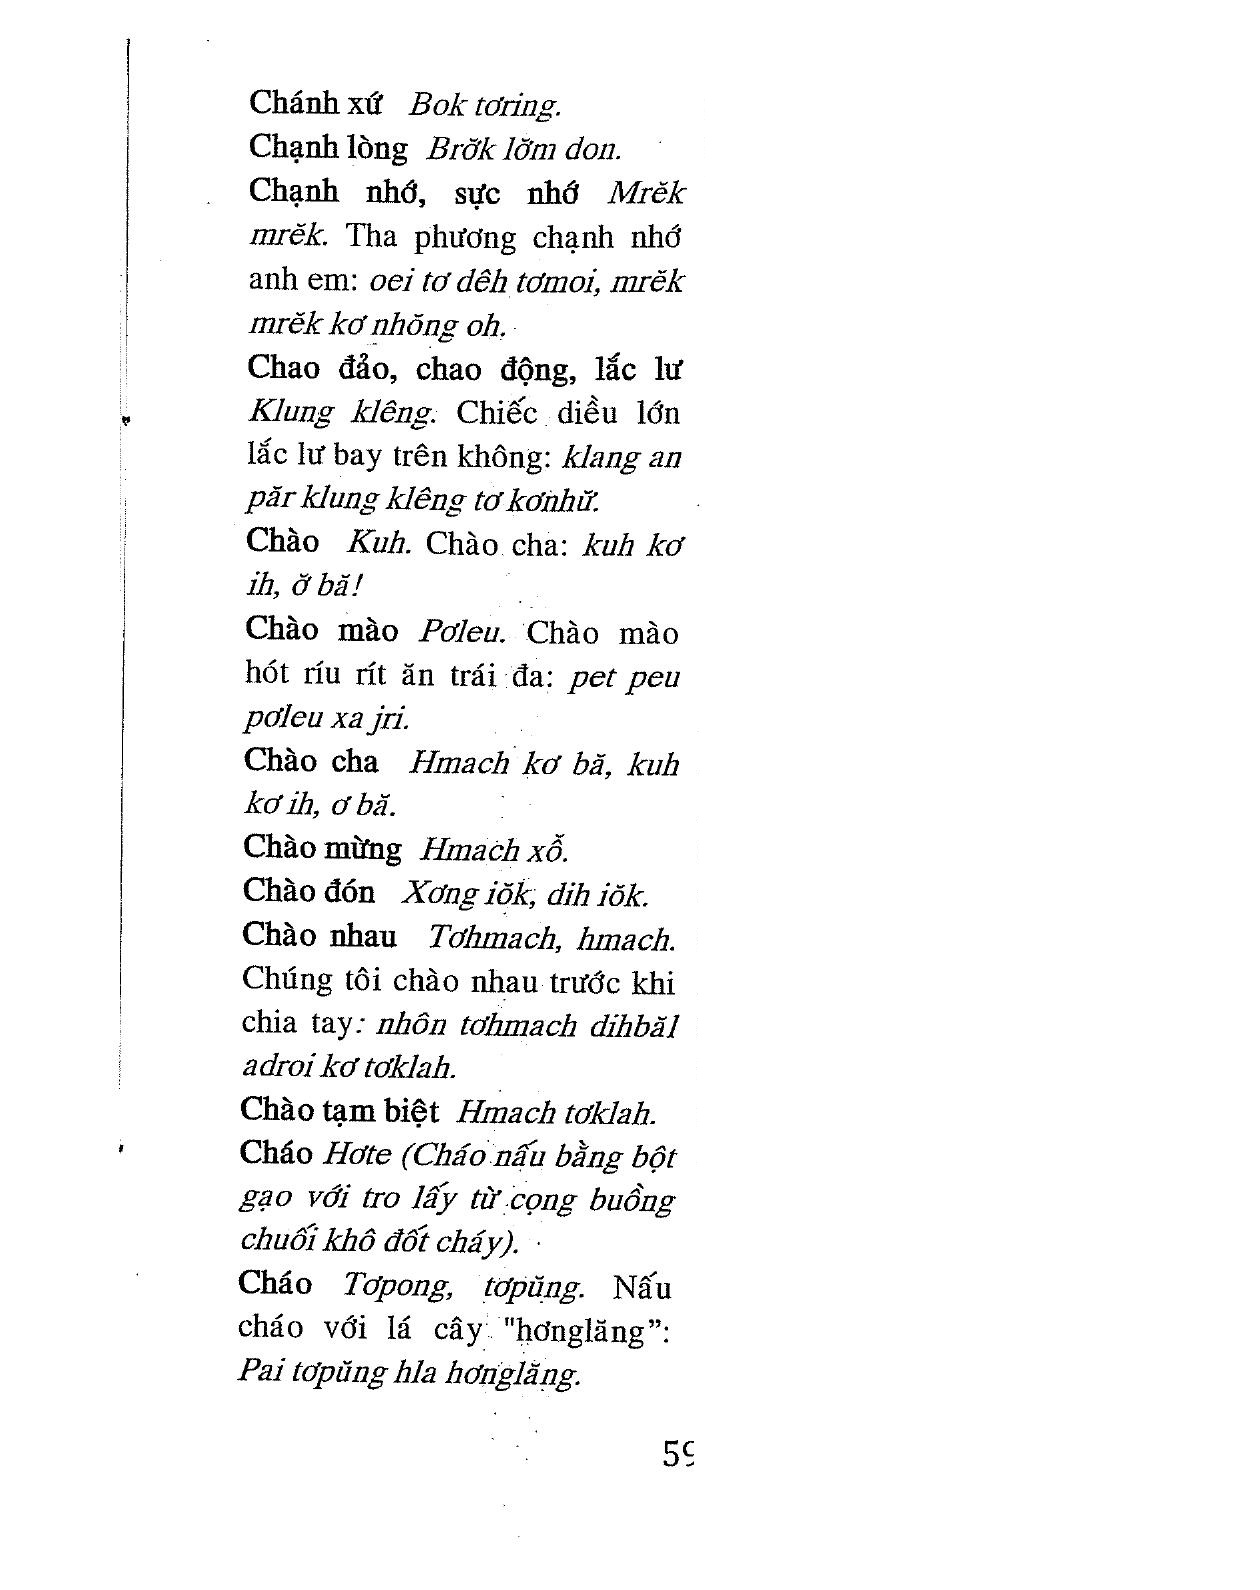 Chánh xứ Bok tơring.
Chạnh lòng Brơ̆k lơ̆m don.
Chạnh nhớ, sực nhớ Mrĕk
mrĕk. Tha phương chạnh nhớ
anh em: oei tơ dêh tơmoi, mrĕk
mrĕk kơ nhŏng oh.
Chao đảo, chao động, lắc lư
Klung klêng. Chiếc diều lớn
lắc lư bay trên không: klang an
păr klung klêng tơ kơnhữ.
Chào Kuh. Chào cha: kuh kơ
ih, ơ̆ bă!
Chào mào Pơleu. Chào mào
hót ríu rít ăn trái đa: pet peu
pơleu xa jri.
Chào cha Hmach kơ bă, kuh
kơ ih, ơ bă.
Chào mừng Hmach xô̆.
Chào đón Xơng iŏk, dih iŏk.
Chào nhau Tơhmach, hmach.
Chúng tôi chào nhau trước khi
chia tay: nhôn tơhmach dihbăl
adroi kơ tơklah.
Chào tạm biệt Hmach tơklah.
Cháo Hơte (Cháo nấu bằng bột
gạo với tro lấy từ cọng buồng
chuối khô đốt cháy).
Cháo Tơpong, tơpŭng. Nấu
cháo với lá cây "hơnglăng”:
Pai tơpŭng hla hơnglăng.
59